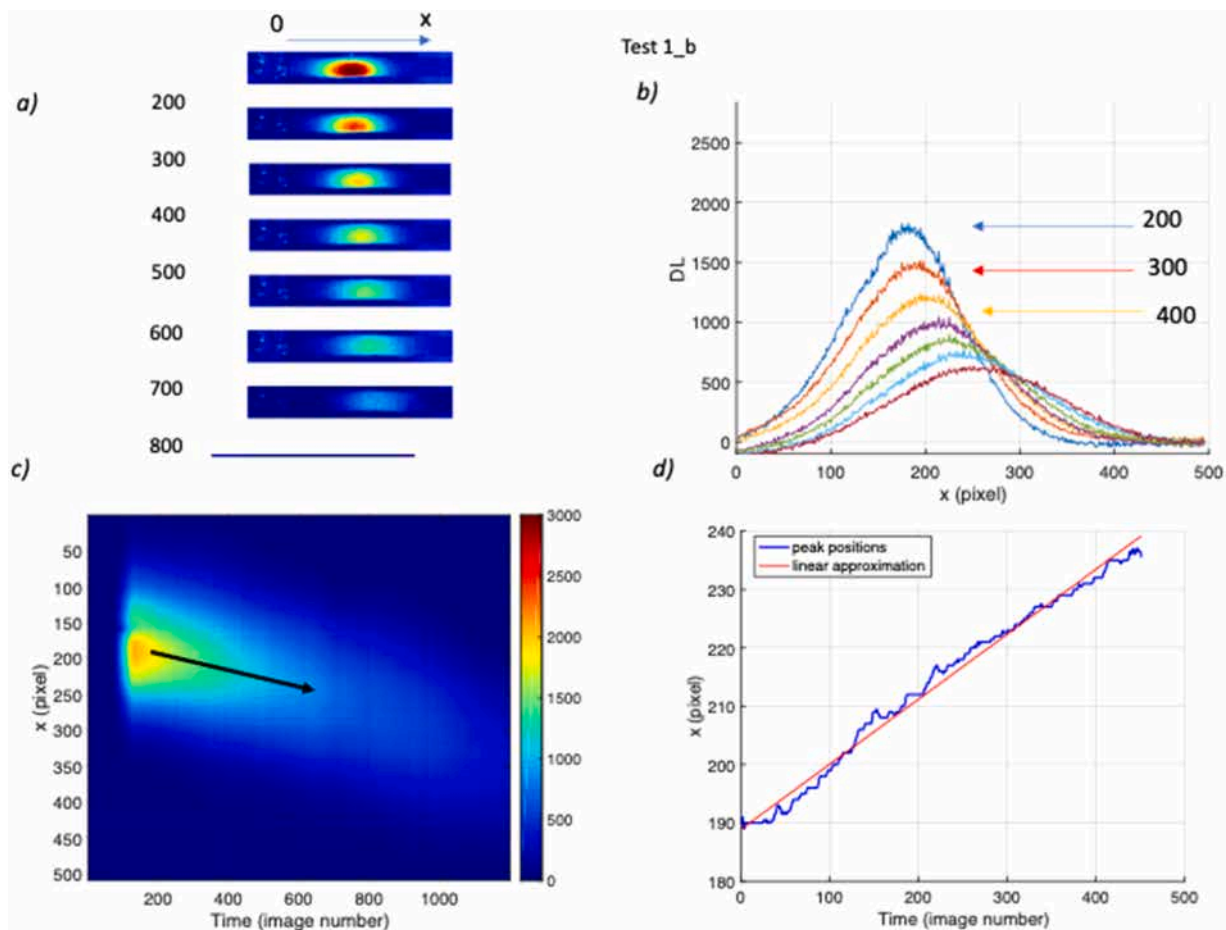 0 x
Test 1_b
a)
200
300
400
500
600
700
800
b)
2500
2000
1500
1000
500
0
DL
0 100 200 300 400 500
x (pixel)
200
300
400
c)
50
100
150
200
250
300
350
400
450
500
x (pixel)
200 400 600 800 1000
Time (image number)
3000
2500
2000
1500
1000
500
0
d)
240
230
220
210
200
190
180
x (pixel)
peak positions
linear approximation
0 100 200 300 400 500
Time (image number)